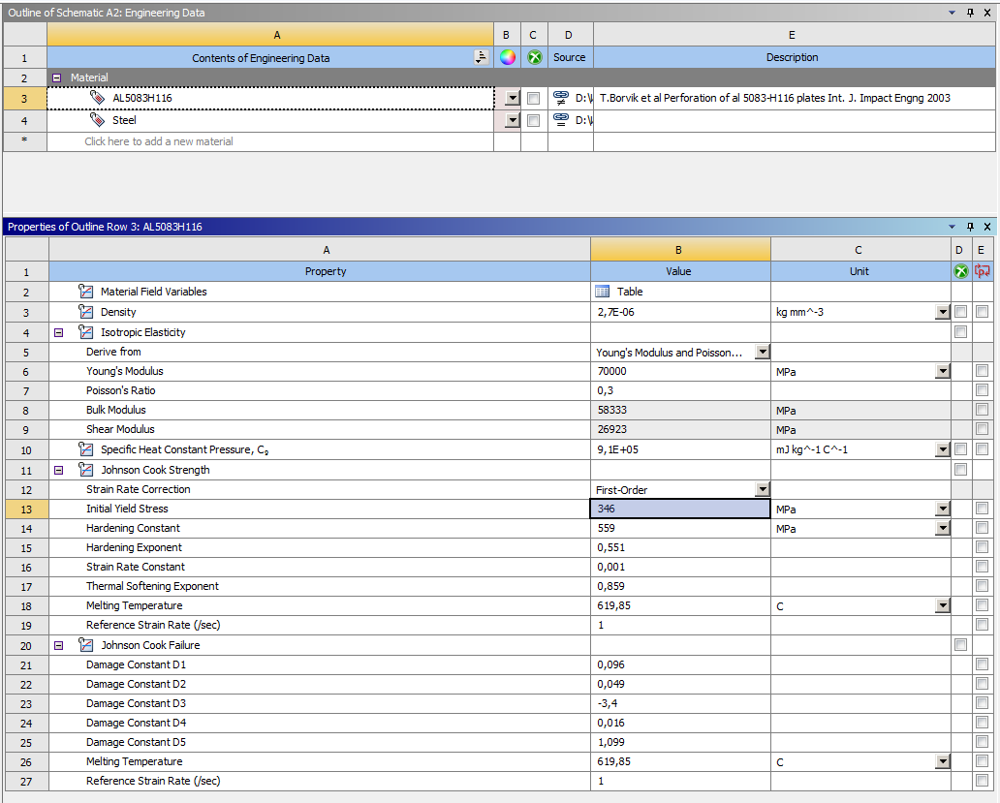 Outline of Schematic A2: Engineering Data
A B C D E
1 Contents of Engineering Data Source Description
2 Material
3 AL5083H116 D:\ T.Borvik et al Perforation of al 5083-H116 plates Int. J. Impact Engng 2003
4 Steel D:\
* Click here to add a new material
Properties of Outline Row 3: AL5083H116
A B C D E
1 Property Value Unit
2 Material Field Variables Table
3 Density 2,7E-06 kg mm^-3
4 Isotropic Elasticity
5 Derive from Young's Modulus and Poisson...
6 Young's Modulus 70000 MPa
7 Poisson's Ratio 0,3
8 Bulk Modulus 58333 MPa
9 Shear Modulus 26923 MPa
10 Specific Heat Constant Pressure, Cₚ 9,1E+05 mJ kg^-1 C^-1
11 Johnson Cook Strength
12 Strain Rate Correction First-Order
13 Initial Yield Stress 346 MPa
14 Hardening Constant 559 MPa
15 Hardening Exponent 0,551
16 Strain Rate Constant 0,001
17 Thermal Softening Exponent 0,859
18 Melting Temperature 619,85 C
19 Reference Strain Rate (/sec) 1
20 Johnson Cook Failure
21 Damage Constant D1 0,096
22 Damage Constant D2 0,049
23 Damage Constant D3 -3,4
24 Damage Constant D4 0,016
25 Damage Constant D5 1,099
26 Melting Temperature 619,85 C
27 Reference Strain Rate (/sec) 1